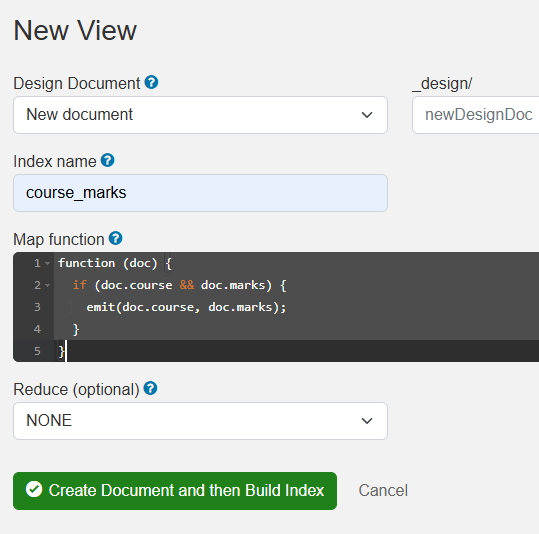 New View
Design Document ?
_design/
New document
newDesignDoc
Index name ?
course_marks
Map function ?
1 function (doc) {
2 if (doc.course && doc.marks) {
3 emit(doc.course, doc.marks);
4 }
5 }
Reduce (optional) ?
NONE
Create Document and then Build Index
Cancel